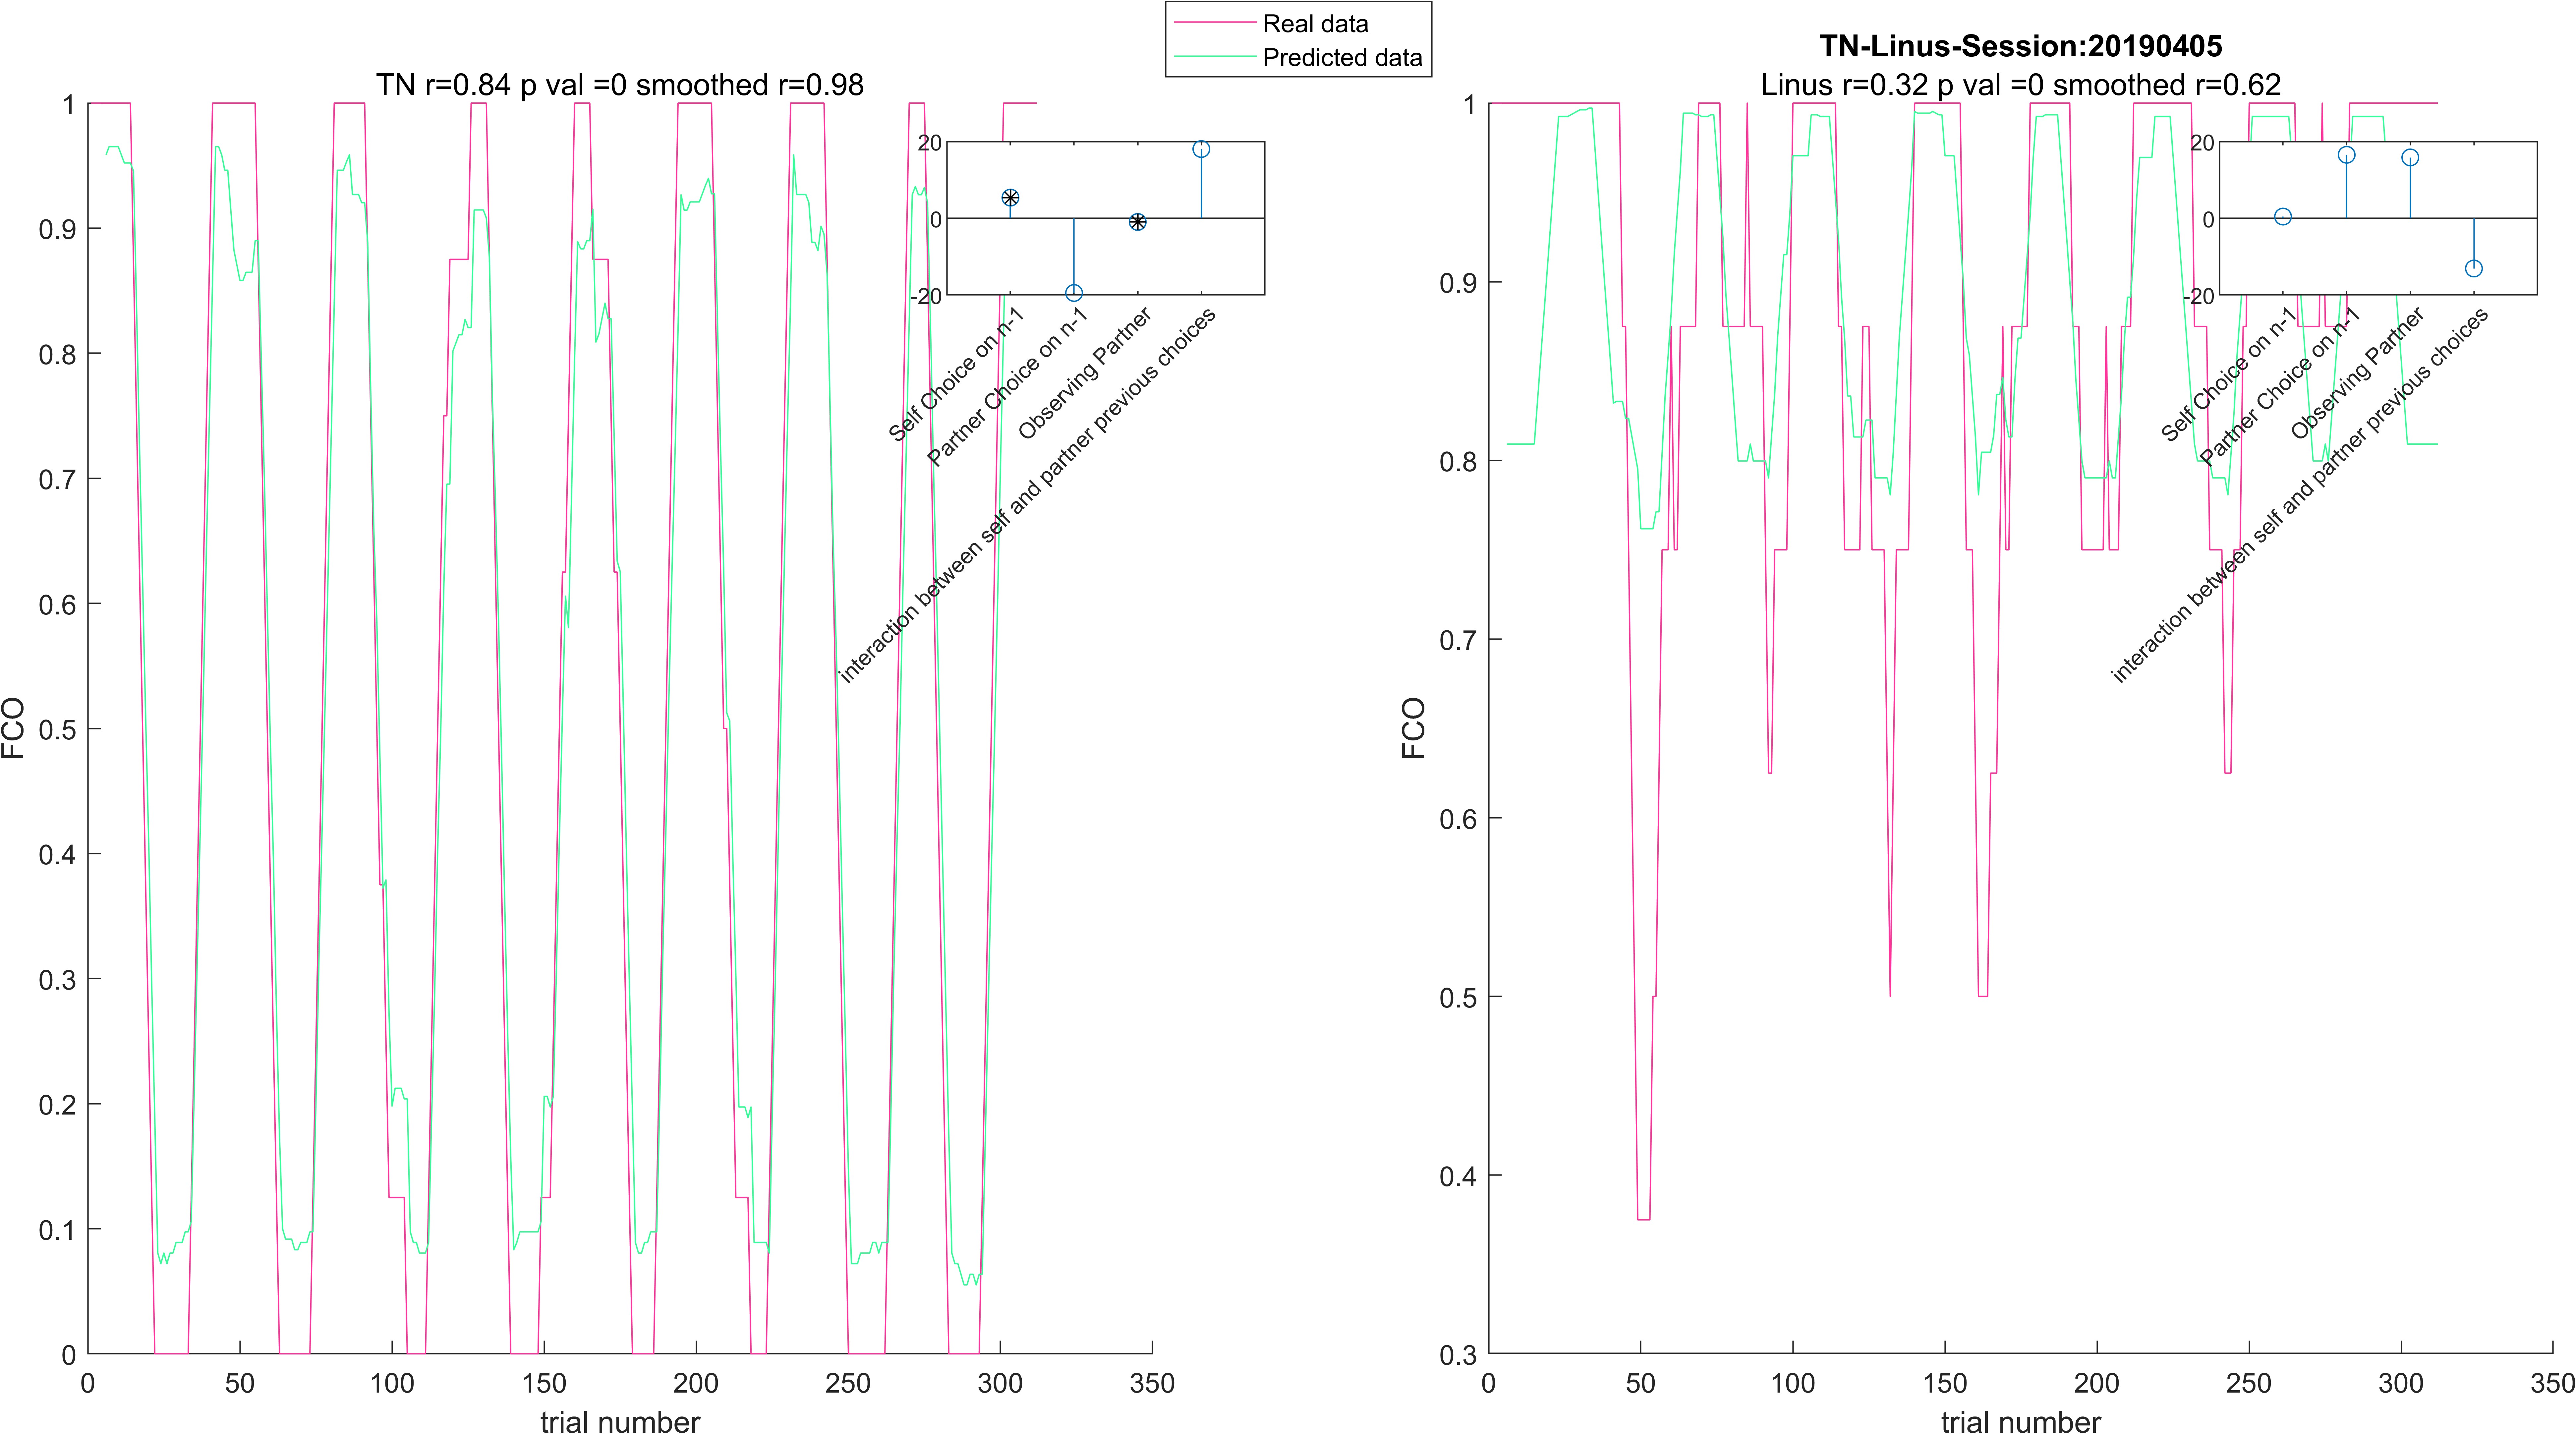 Real data
Predicted data
TN r=0.84 p val =0 smoothed r=0.98
FCO
1
0.9
0.8
0.7
0.6
0.5
0.4
0.3
0.2
0.1
0
0
50
100
150
200
250
300
350
trial number
20
0
-20
Self Choice on n-1
Partner Choice on n-1
Observing Partner
interaction between self and partner previous choices
TN-Linus-Session:20190405
Linus r=0.32 p val =0 smoothed r=0.62
FCO
1
0.9
0.8
0.7
0.6
0.5
0.4
0.3
0
50
100
150
200
250
300
350
trial number
20
0
-20
Self Choice on n-1
Partner Choice on n-1
Observing Partner
interaction between self and partner previous choices